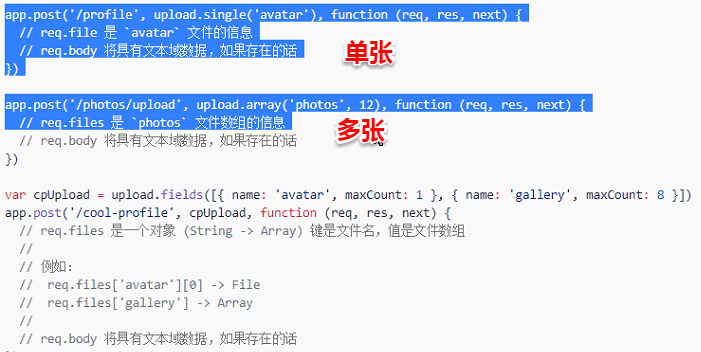 app.post('/profile', upload.single('avatar'), function (req, res, next) {
  // req.file 是 `avatar` 文件的信息
  // req.body 将具有文本域数据，如果存在的话
})
单张
app.post('/photos/upload', upload.array('photos', 12), function (req, res, next) {
  // req.files 是 `photos` 文件数组的信息
  // req.body 将具有文本域数据，如果存在的话
})
多张
var cpUpload = upload.fields([{ name: 'avatar', maxCount: 1 }, { name: 'gallery', maxCount: 8 }])
app.post('/cool-profile', cpUpload, function (req, res, next) {
  // req.files 是一个对象 (String -> Array) 键是文件名，值是文件数组
  //
  // 例如：
  //  req.files['avatar'][0] -> File
  //  req.files['gallery'] -> Array
  //
  // req.body 将具有文本域数据，如果存在的话